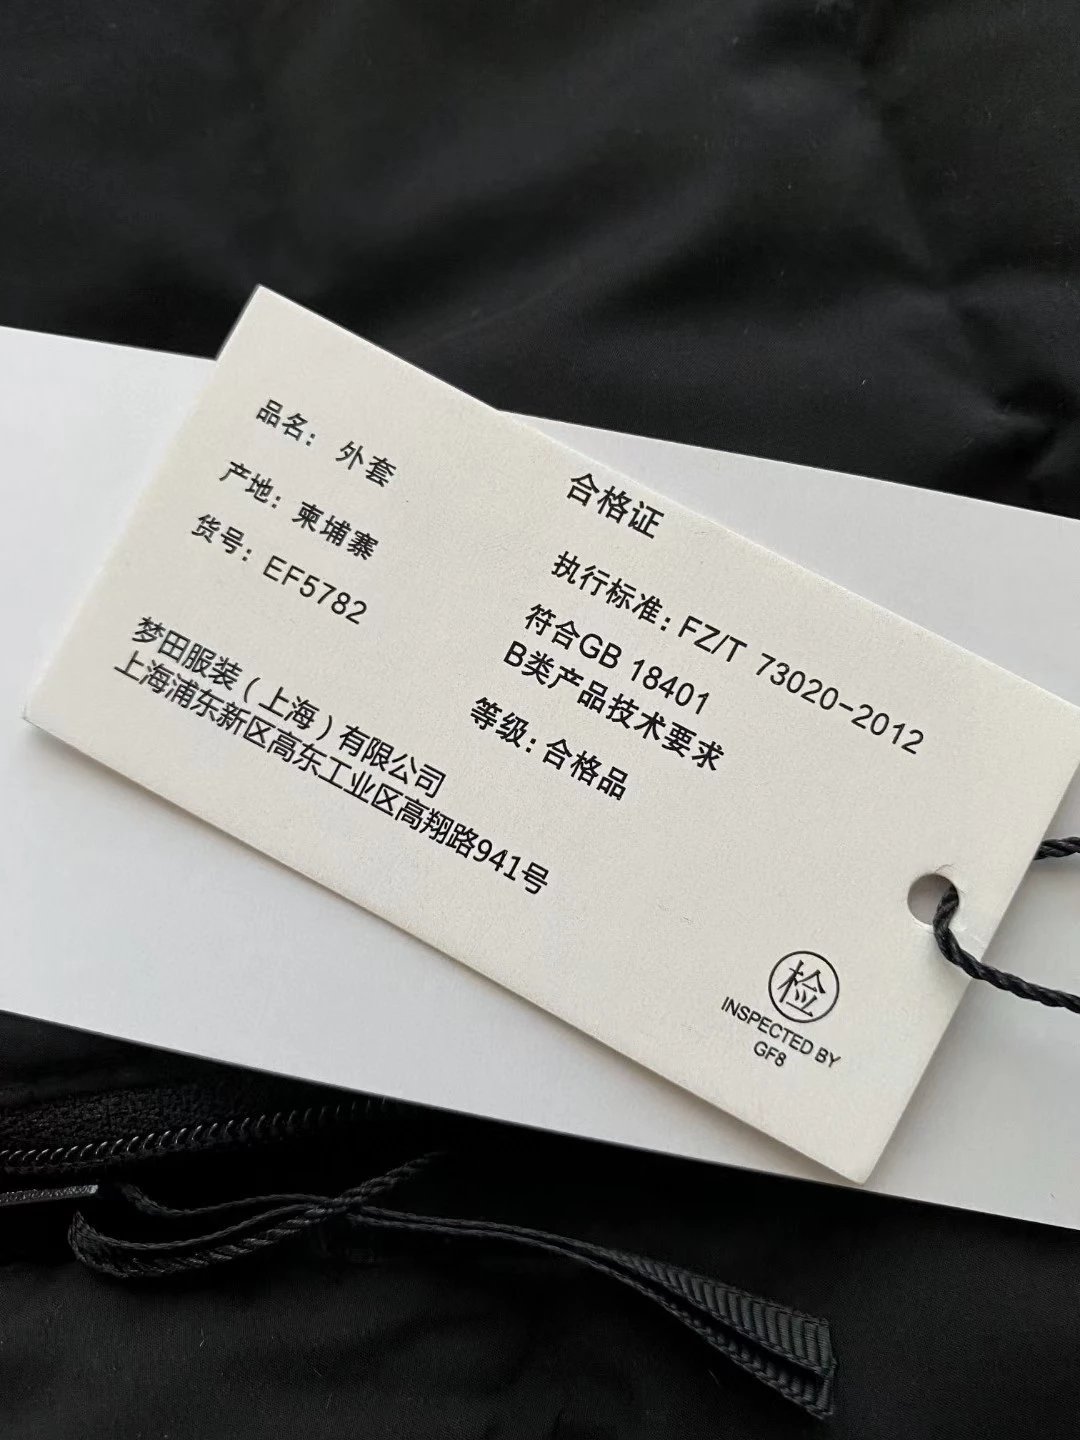 品名：外套
产地：柬埔寨
货号：EF5782
梦田服装（上海）有限公司
上海浦东新区高东工业区高翔路941号
合格证
执行标准：FZ/T 73020-2012
符合GB 18401
B类产品技术要求
等级：合格品
检
INSPECTED BY
GF8